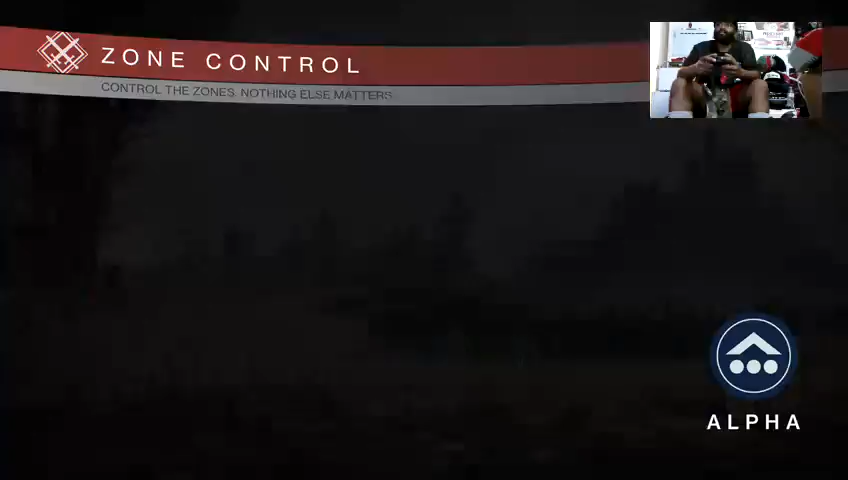 ZONE CONTROL
CONTROL THE ZONES. NOTHING ELSE MATTERS.
ALPHA